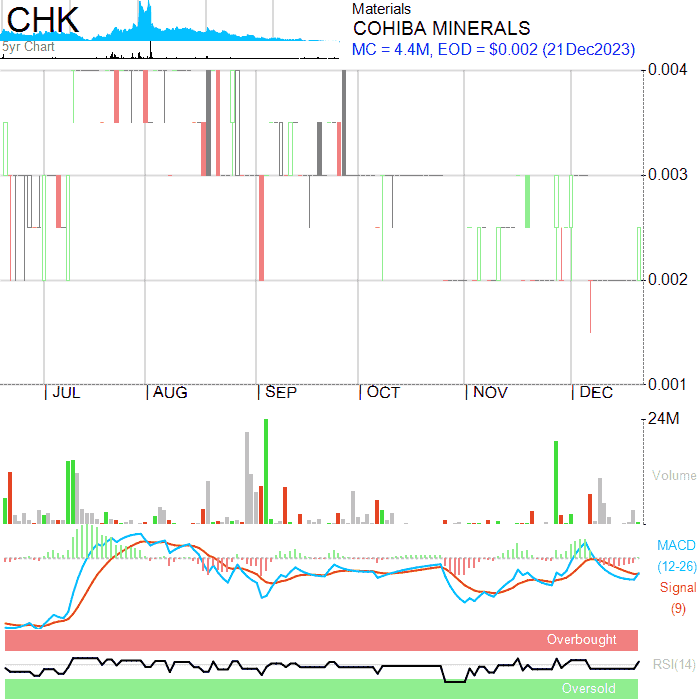 CHK
5yr Chart
Materials
COHIBA MINERALS
MC = 4.4M, EOD = $0.002 (21Dec2023)
0.004
0.003
0.002
0.001
JUL
AUG
SEP
OCT
NOV
DEC
24M
Volume
MACD
(12-26)
Signal
(9)
Overbought
RSI(14)
Oversold